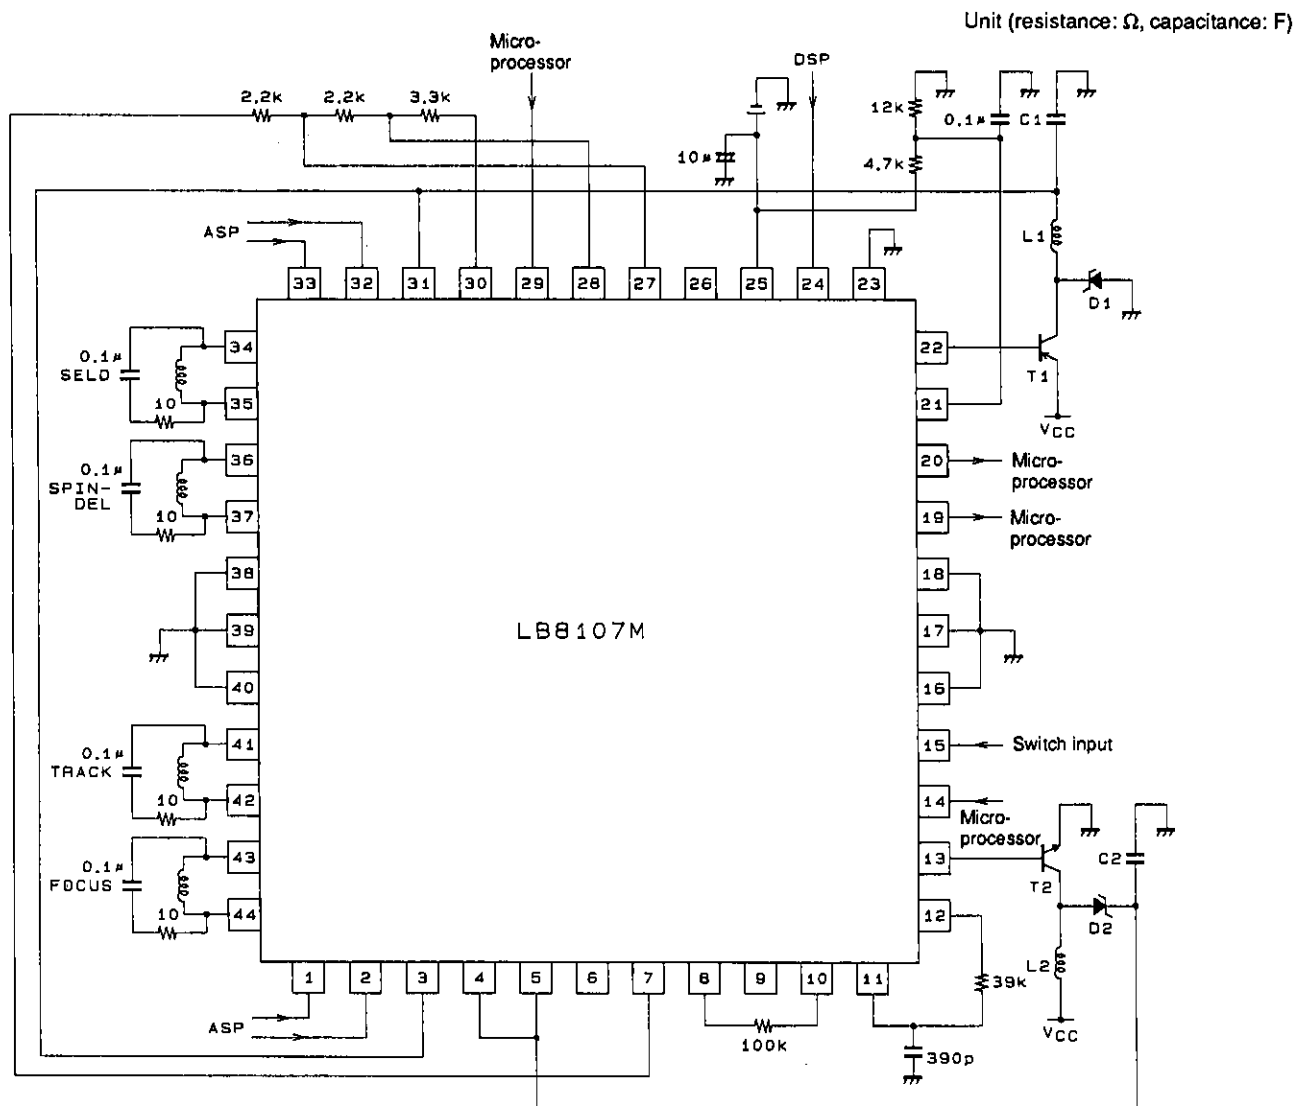 Unit (resistance: Ω, capacitance: F)
Micro-
processor
DSP
2.2k
2.2k
3.3k
12k
0.1μ
C1
10μ
4.7k
ASP
L1
D1
33
32
31
30
29
28
27
26
25
24
23
T1
VCC
0.1μ
SELD
10
34
35
22
21
0.1μ
SPIN-
DEL
10
36
37
20
Micro-
processor
19
Micro-
processor
38
39
40
LB8107M
18
17
16
0.1μ
TRACK
10
41
42
15
Switch input
14
Micro-
processor
0.1μ
FOCUS
10
43
44
13
12
T2
C2
D2
L2
39k
VCC
1
2
3
4
5
6
7
8
9
10
11
ASP
100k
390p